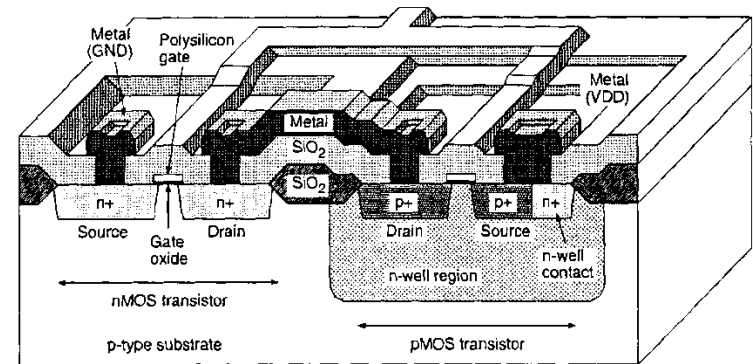 Metal
(GND)
Polysilicon
gate
Metal
(VDD)
Metal
SiO2
SiO2
n+
n+
p+
p+
n+
Source
Gate
oxide
Drain
Drain
Source
n-well
contact
n-well region
nMOS transistor
pMOS transistor
p-type substrate